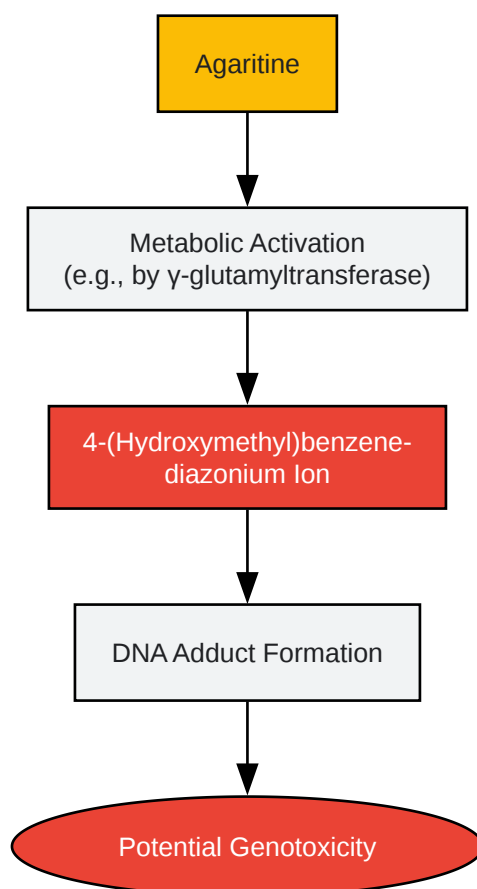 Agaritine
Metabolic Activation
(e.g., by γ-glutamyltransferase)
4-(Hydroxymethyl)benzene-
diazonium Ion
DNA Adduct Formation
Potential Genotoxicity